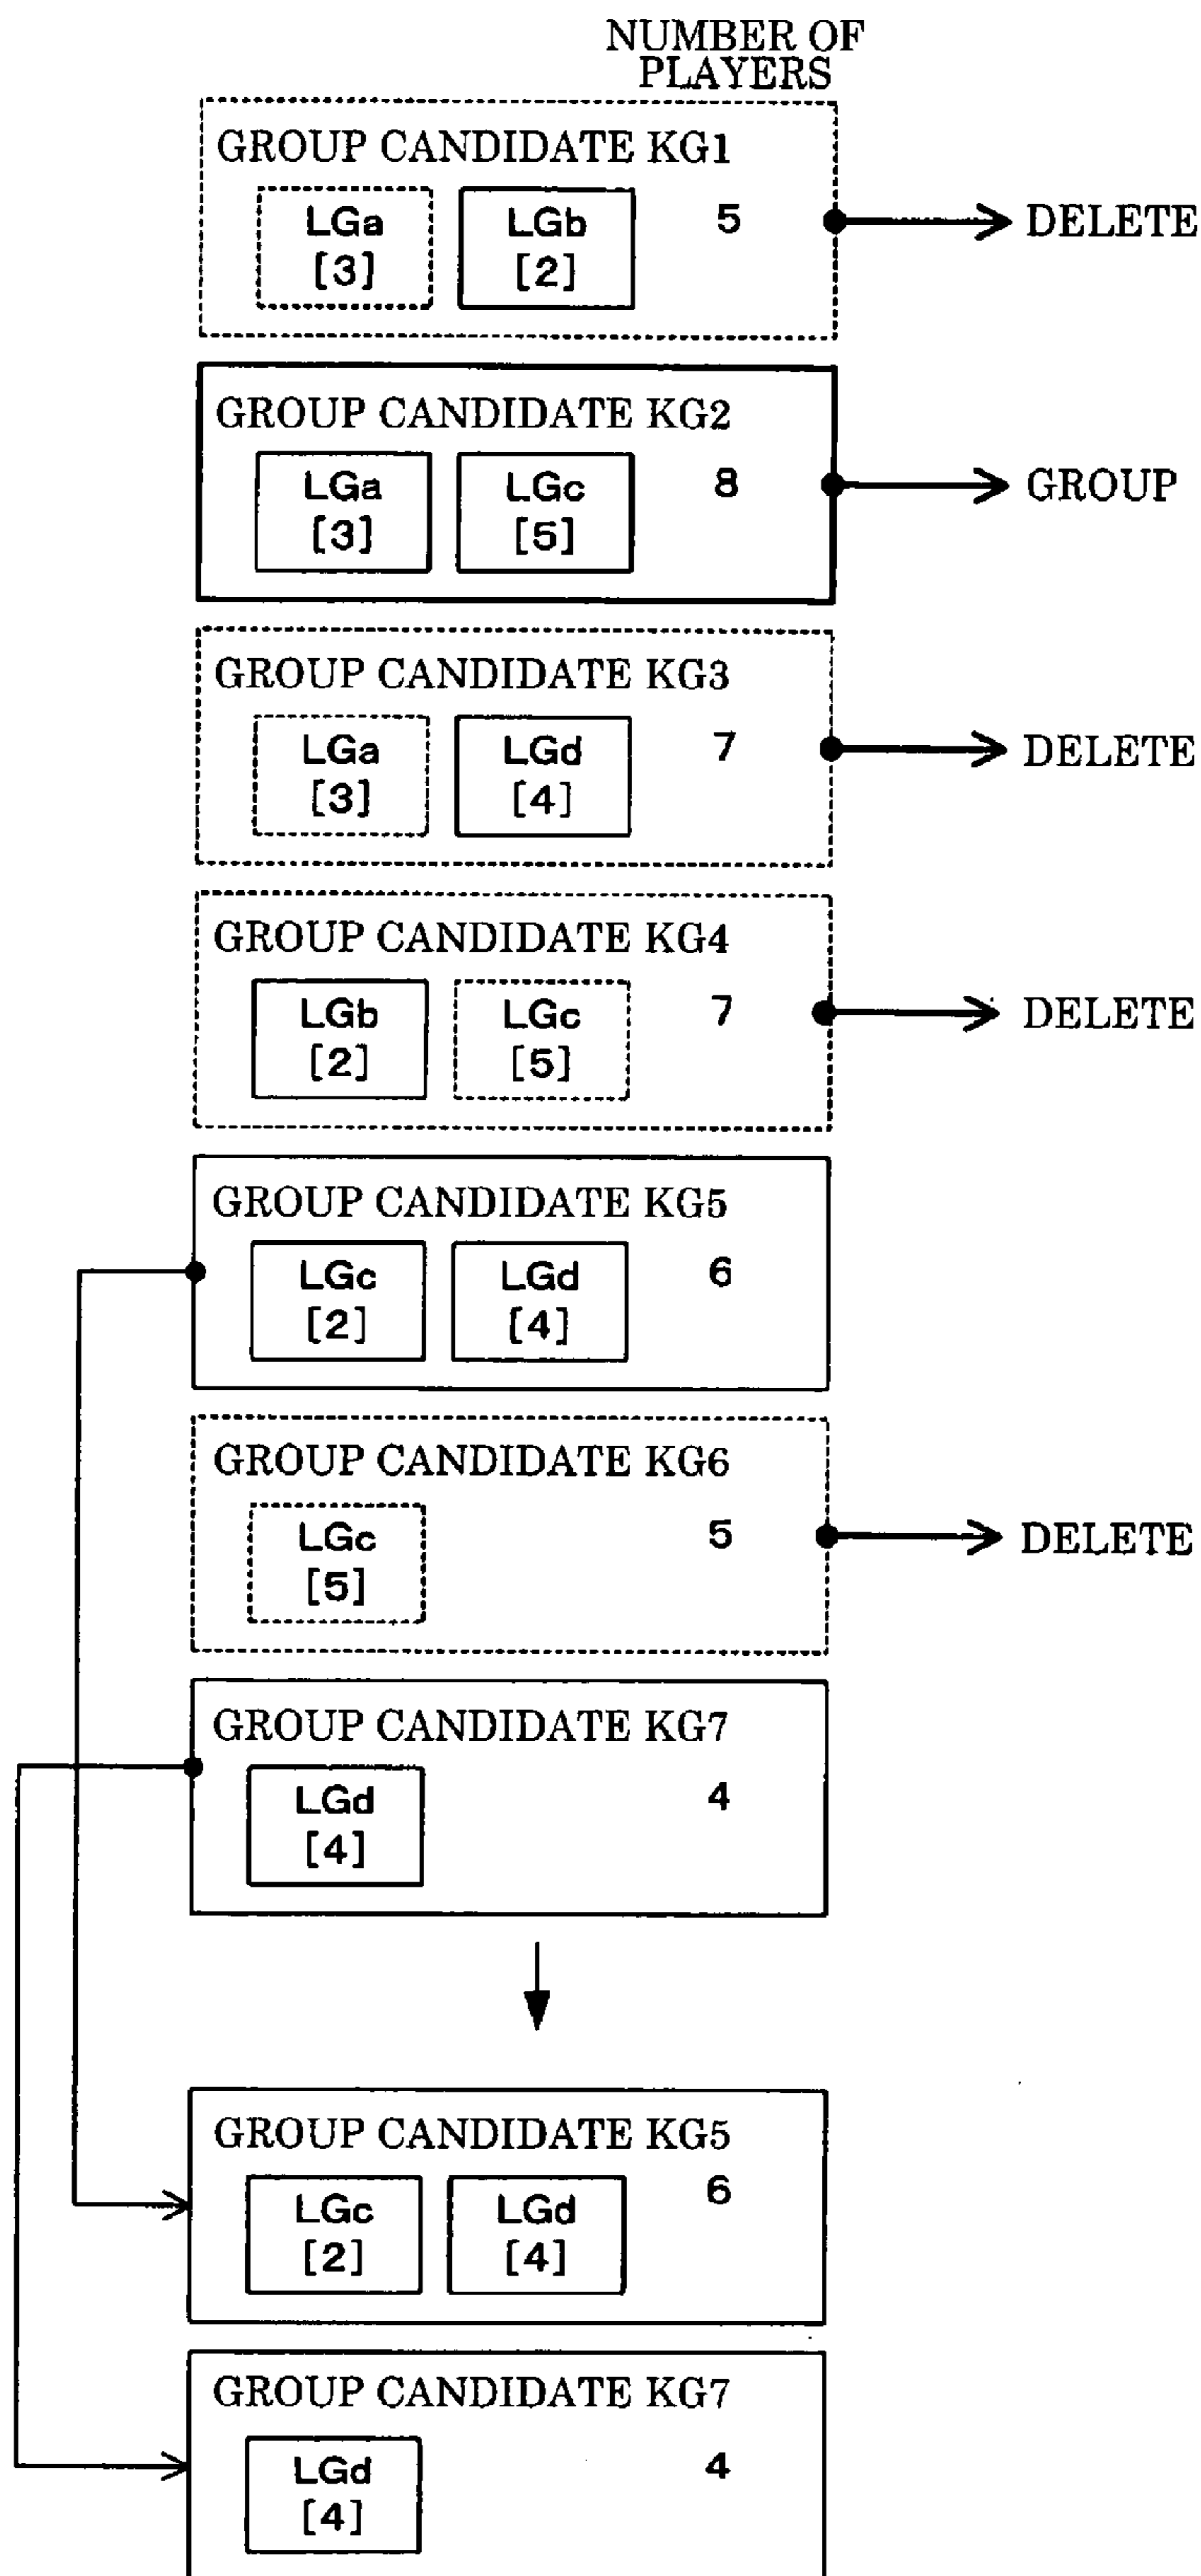 NUMBER OF
PLAYERS
GROUP CANDIDATE KG1
LGa LGb 5 DELETE
[3] [2]
GROUP CANDIDATE KG2
LGa LGc 8 GROUP
[3] [5]
GROUP CANDIDATE KG3
LGa LGd 7 DELETE
[3] [4]
GROUP CANDIDATE KG4
LGb LGc 7 DELETE
[2] [5]
GROUP CANDIDATE KG5
LGc LGd 6
[2] [4]
GROUP CANDIDATE KG6
LGc 5 DELETE
[5]
GROUP CANDIDATE KG7
LGd 4
[4]
GROUP CANDIDATE KG5
LGc LGd 6
[2] [4]
GROUP CANDIDATE KG7
LGd 4
[4]